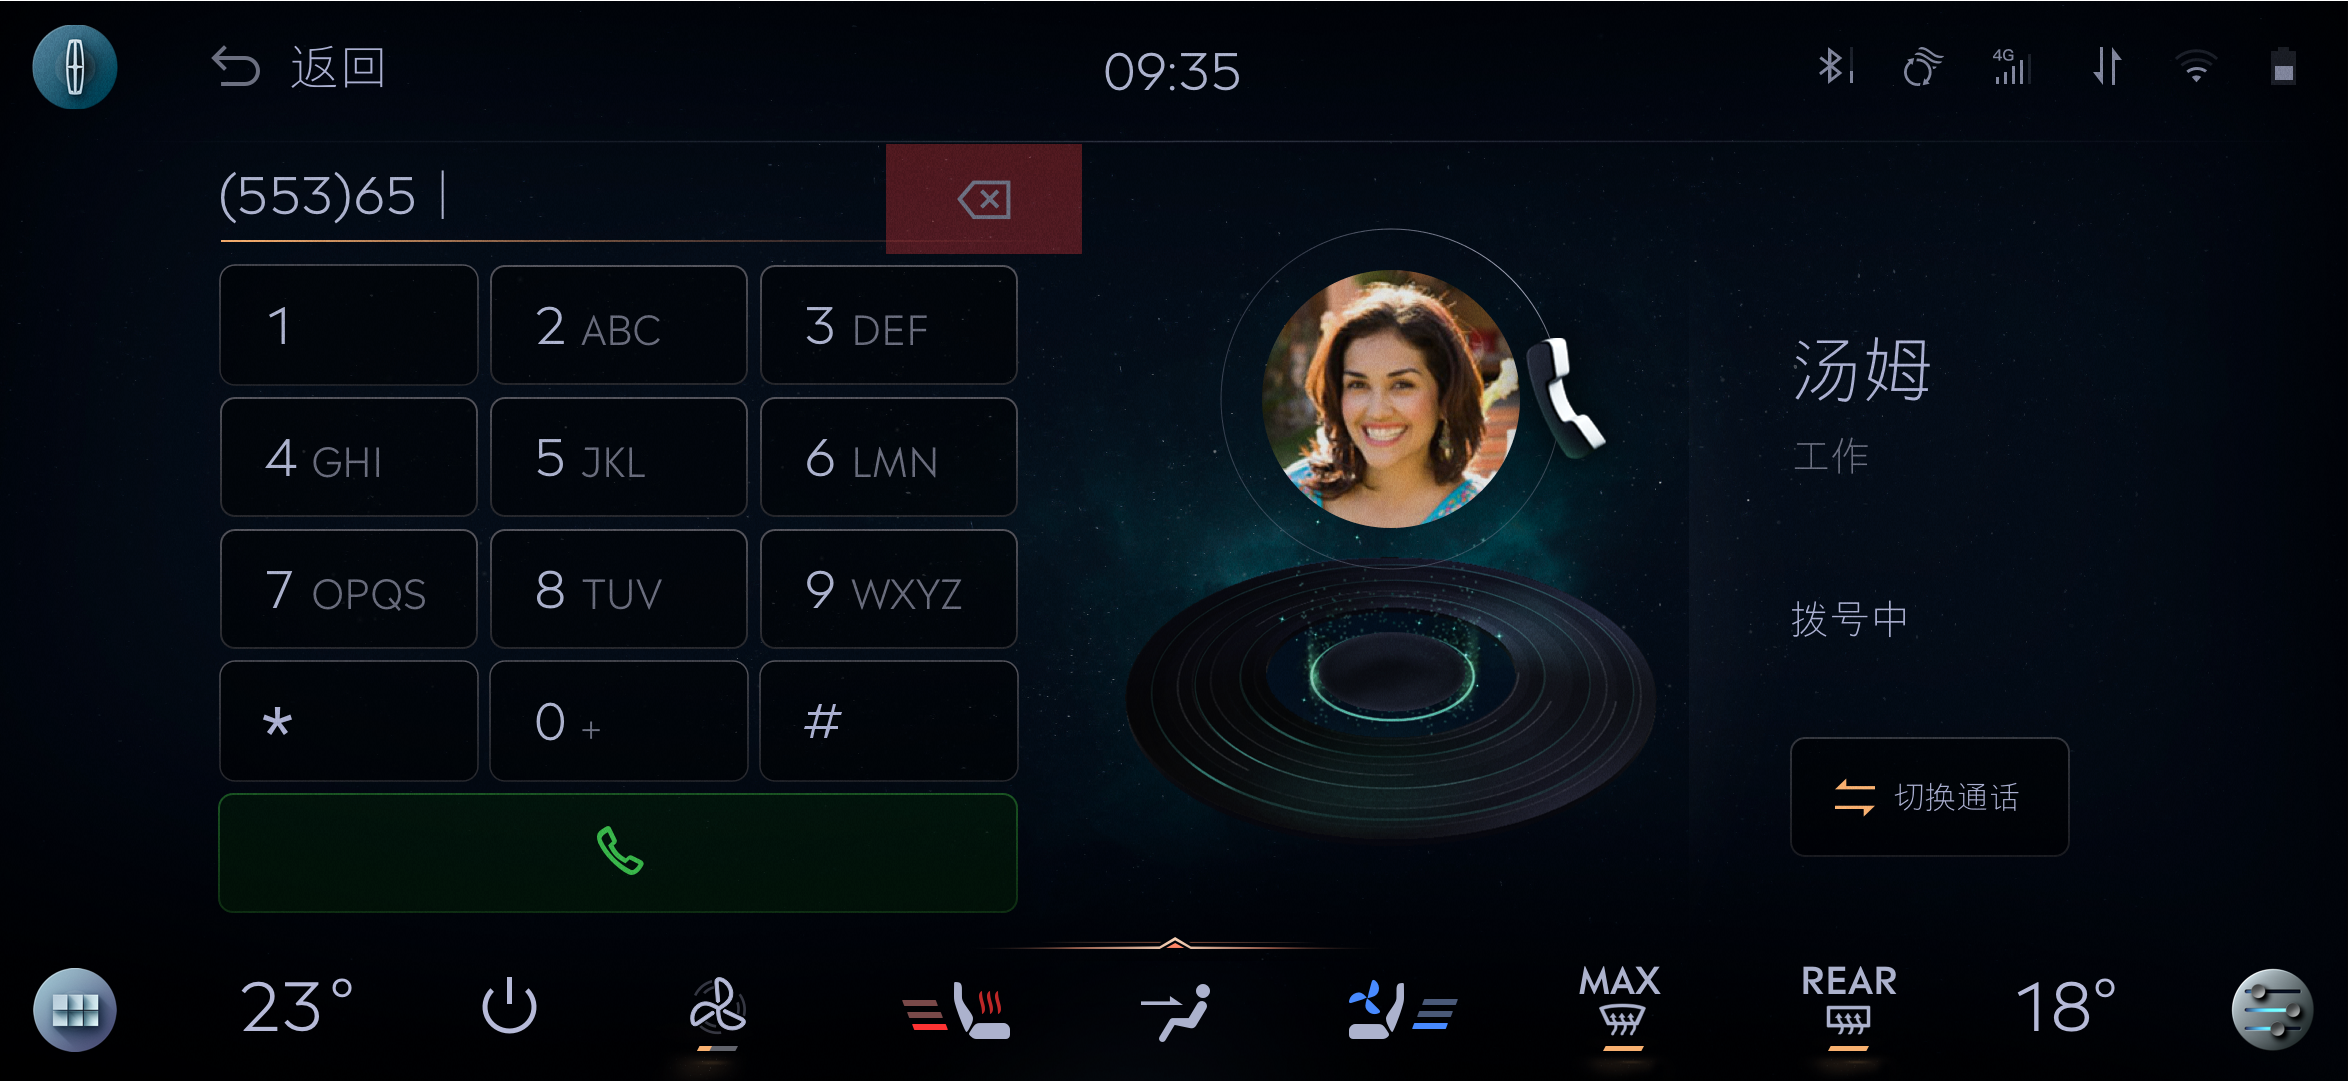 返回
09:35
4G
(553)65
1
2 ABC
3 DEF
4 GHI
5 JKL
6 LMN
7 OPQS
8 TUV
9 WXYZ
*
0 +
#
汤姆
工作
拨号中
切换通话
23°
MAX
REAR
18°